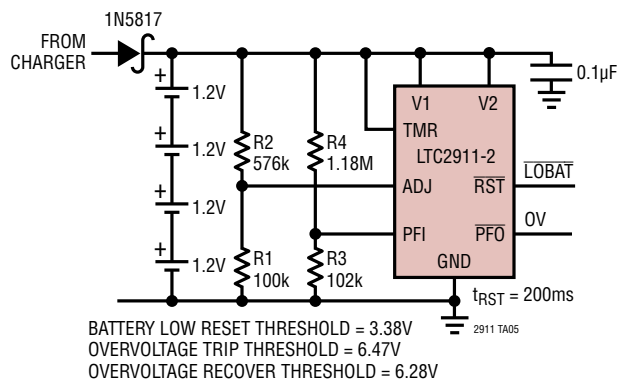 1N5817
FROM
CHARGER
+
1.2V
+
1.2V
+
1.2V
+
1.2V
R2
576k
R4
1.18M
R1
100k
R3
102k
0.1µF
V1
V2
TMR
LTC2911-2
ADJ
RST
LOBAT
PFI
PFO
OV
GND
tRST = 200ms
2911 TA05
BATTERY LOW RESET THRESHOLD = 3.38V
OVERVOLTAGE TRIP THRESHOLD = 6.47V
OVERVOLTAGE RECOVER THRESHOLD = 6.28V